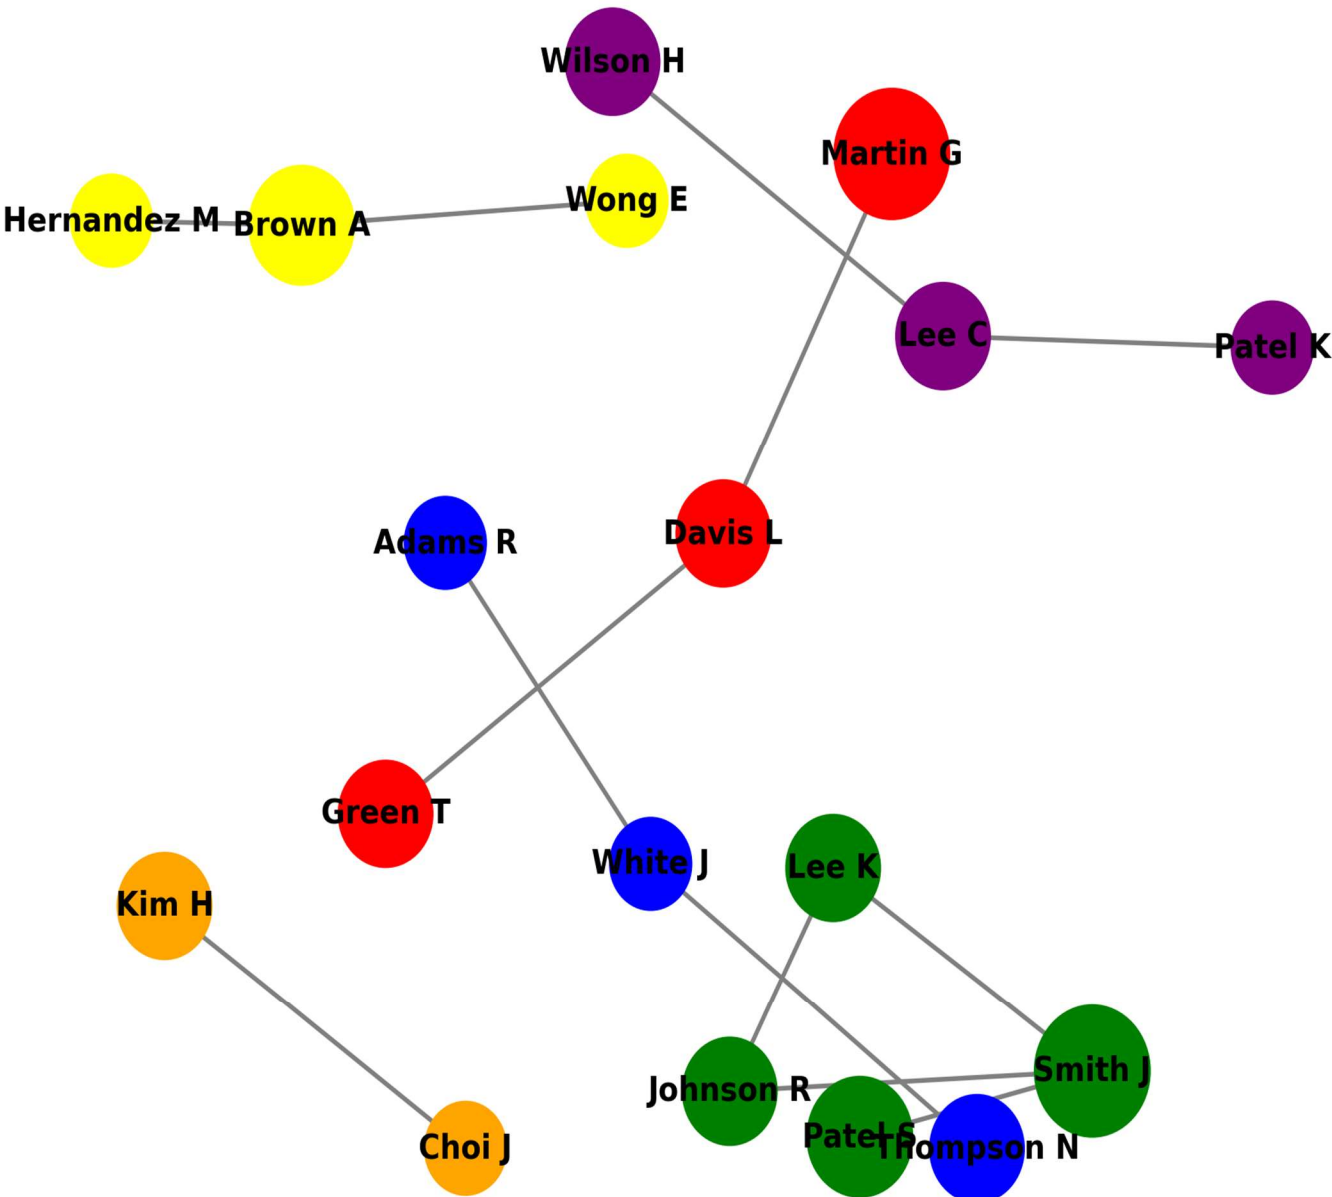 Wilson H
Martin G
Wong E
Hernandez M
Brown A
Lee C
Patel K
Davis L
Adams R
Green T
White J
Lee K
Kim H
Smith J
Johnson R
Patel S
Thompson N
Choi J